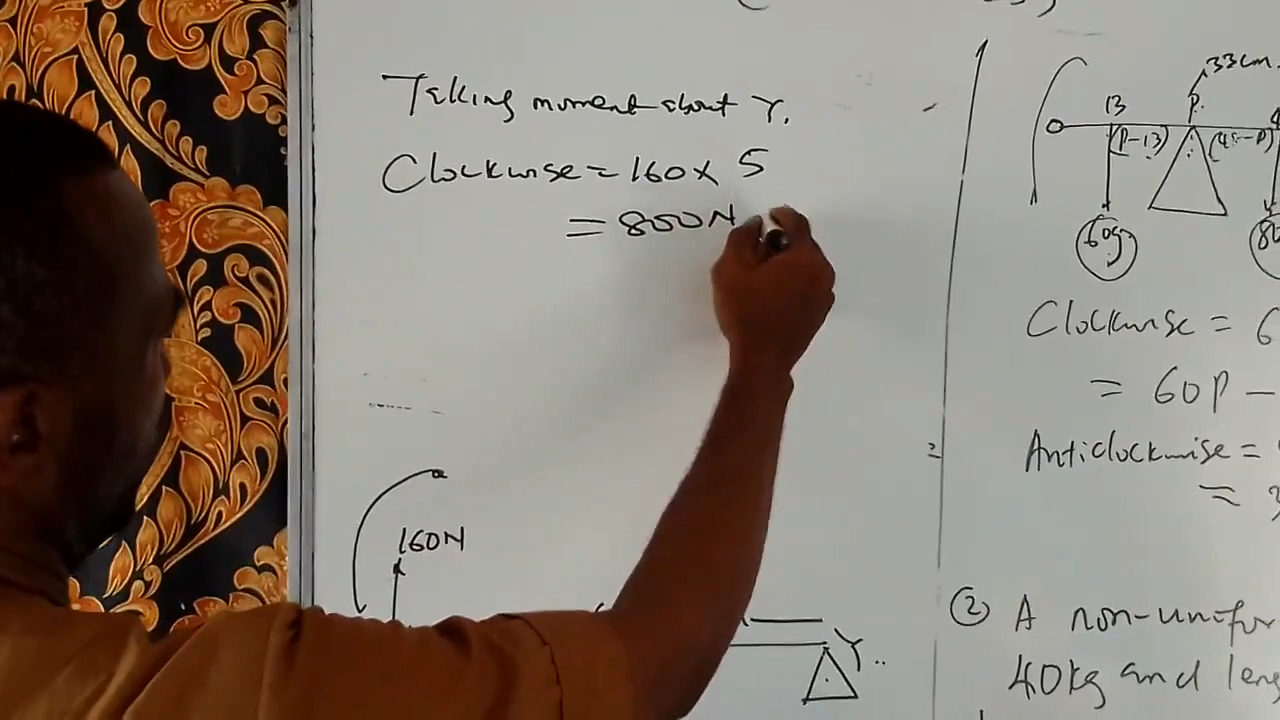 Taking moment about Y.
Clockwise = 160 × 5
= 800N
160N
Y
33cm
13 P
(P-13) (45-P)
60g
Clockwise =
= 60P -
Anticlockwise =
=
② A non-unifor
40kg and leng